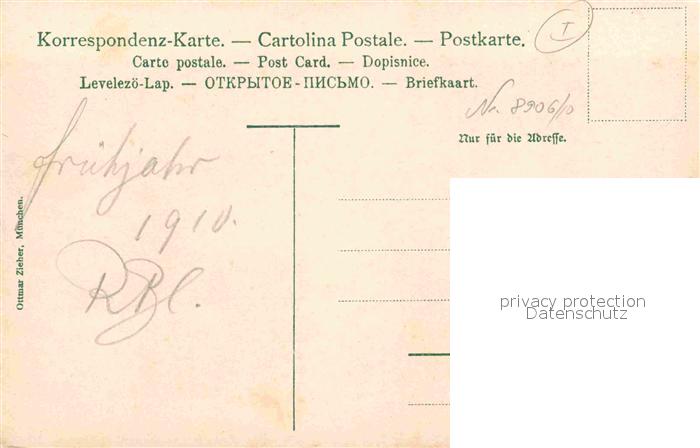 Korrespondenz-Karte. — Cartolina Postale. — Postkarte.
Carte postale. — Post Card. — Dopisnice.
Levelezö-Lap. — ОТКРЫТОЕ-ПИСЬМО. — Briefkaart.
I
No. 8906/0
Nur für die Adresse.
Frühjahr
1910.
Ottmar Zieher, München.
privacy protection
Datenschutz